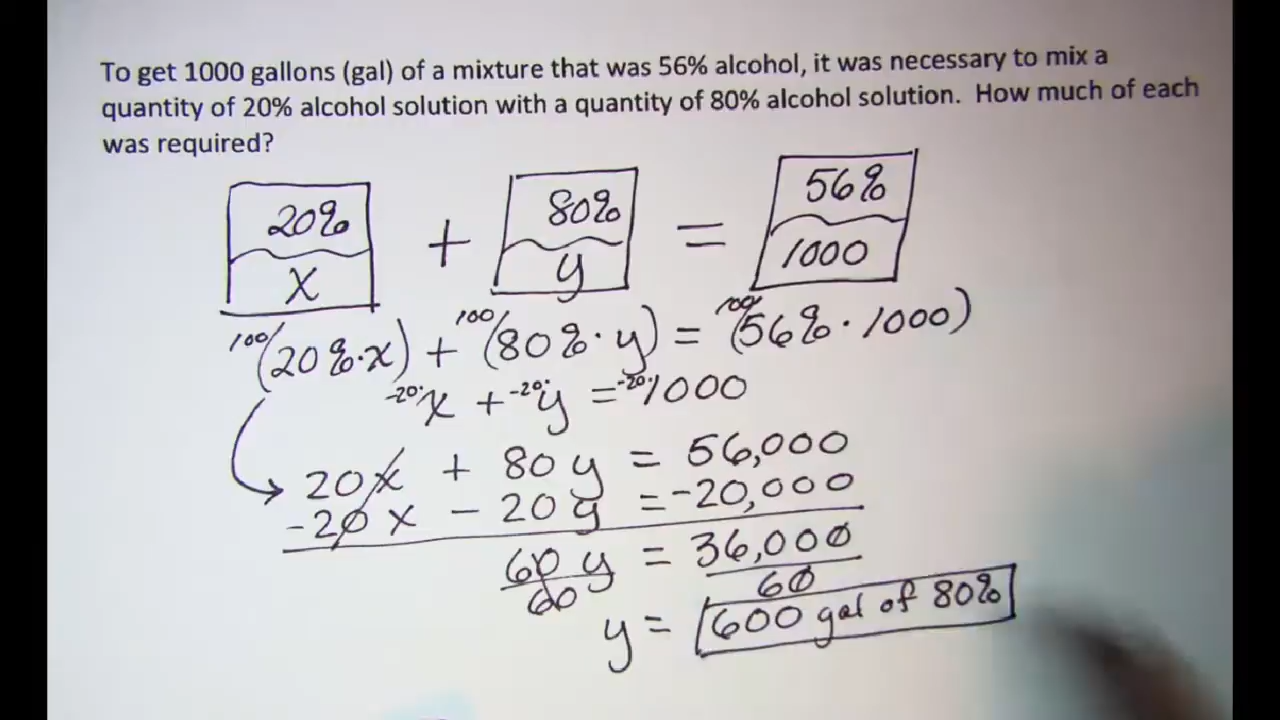 To get 1000 gallons (gal) of a mixture that was 56% alcohol, it was necessary to mix a
quantity of 20% alcohol solution with a quantity of 80% alcohol solution. How much of each
was required?
20% + 80% = 56%
x y 1000
100(20%·x) + 100(80%·y) = 100(56%·1000)
-20·x + -20·y = -20·1000
20x + 80y = 56,000
-20x - 20y = -20,000
60y = 36,000
60 60
y = 600 gal of 80%